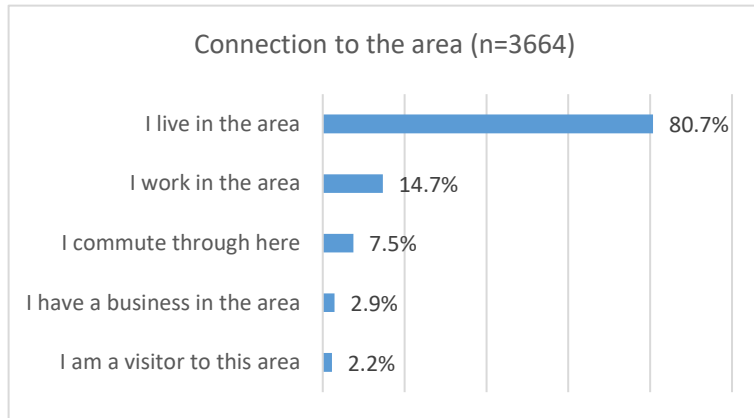 Connection to the area (n=3664)
I live in the area 80.7%
I work in the area 14.7%
I commute through here 7.5%
I have a business in the area 2.9%
I am a visitor to this area 2.2%